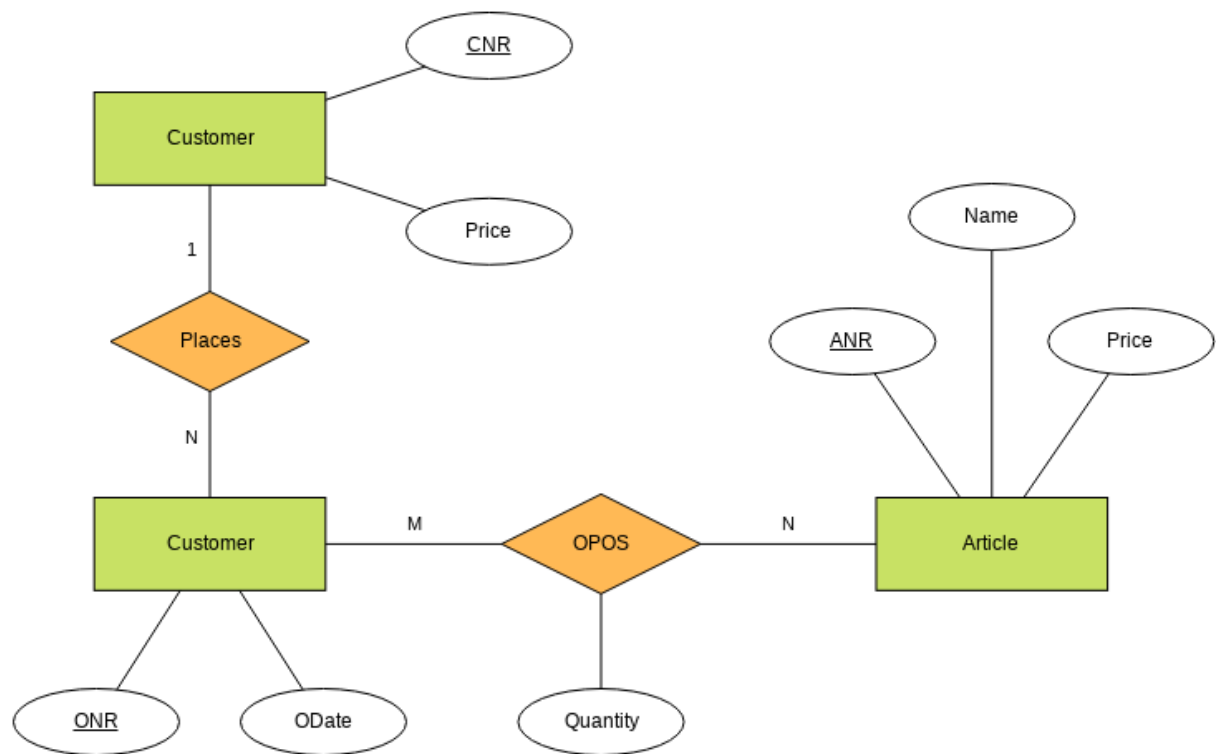 CNR
Customer
Price
Name
1
Places
ANR
Price
N
Customer
M
OPOS
N
Article
ONR
ODate
Quantity